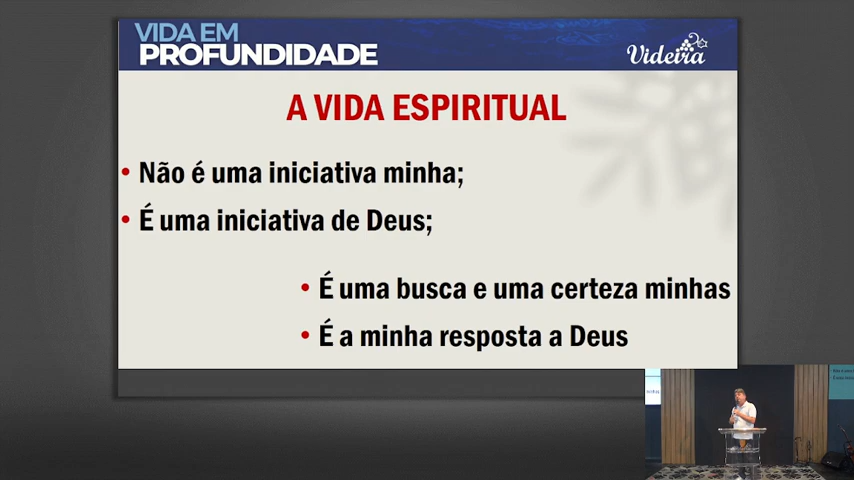 VIDA EM
PROFUNDIDADE
Videira
A VIDA ESPIRITUAL
• Não é uma iniciativa minha;
• É uma iniciativa de Deus;
• É uma busca e uma certeza minhas
• É a minha resposta a Deus